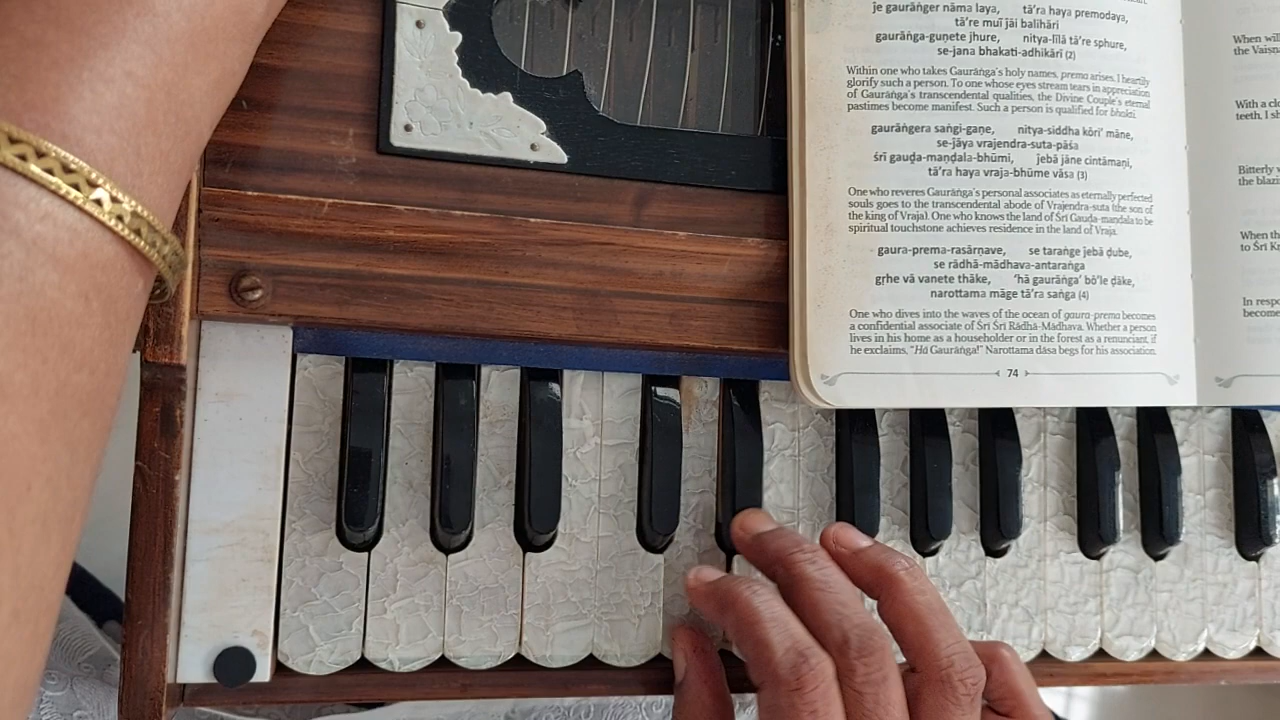 je gaurāṅger nāma laya, tā'ra haya premodaya,
tā're muī jāi balihāri
gaurāṅga-guṇete jhure, nitya-līlā tā're sphure,
se-jana bhakati-adhikārī (2)
Within one who takes Gaurāṅga's holy names, prema arises. I heartily
glorify such a person. To one whose eyes stream tears in appreciation
of Gaurāṅga's transcendental qualities, the Divine Couple's eternal
pastimes become manifest. Such a person is qualified for bhakti.
gaurāṅgera saṅgi-gaṇe, nitya-siddha kôri' māne,
se-jāya vrajendra-suta-pāśa
śrī gauḍa-maṇḍala-bhūmi, jebā jāne cintāmaṇi,
tā'ra haya vraja-bhūme vāsa (3)
One who reveres Gaurāṅga's personal associates as eternally perfected
souls goes to the transcendental abode of Vrajendra-suta (the son of
the king of Vraja). One who knows the land of Śrī Gauḍa-maṇḍala to be
spiritual touchstone achieves residence in the land of Vraja.
gaura-prema-rasārṇave, se taraṅge jebā ḍube,
se rādhā-mādhava-antaraṅga
gṛhe vā vanete thāke, 'hā gaurāṅga' bô'le ḍāke,
narottama māge tā'ra saṅga (4)
One who dives into the waves of the ocean of gaura-prema becomes
a confidential associate of Śrī Śrī Rādhā-Mādhava. Whether a person
lives in his home as a householder or in the forest as a renunciant, if
he exclaims, "Hā Gaurāṅga!" Narottama dāsa begs for his association.
74
When will
the Vaiṣṇ
With a cl
teeth, I s
Bitterly
the blazi
When th
to Śrī K
In resp
become